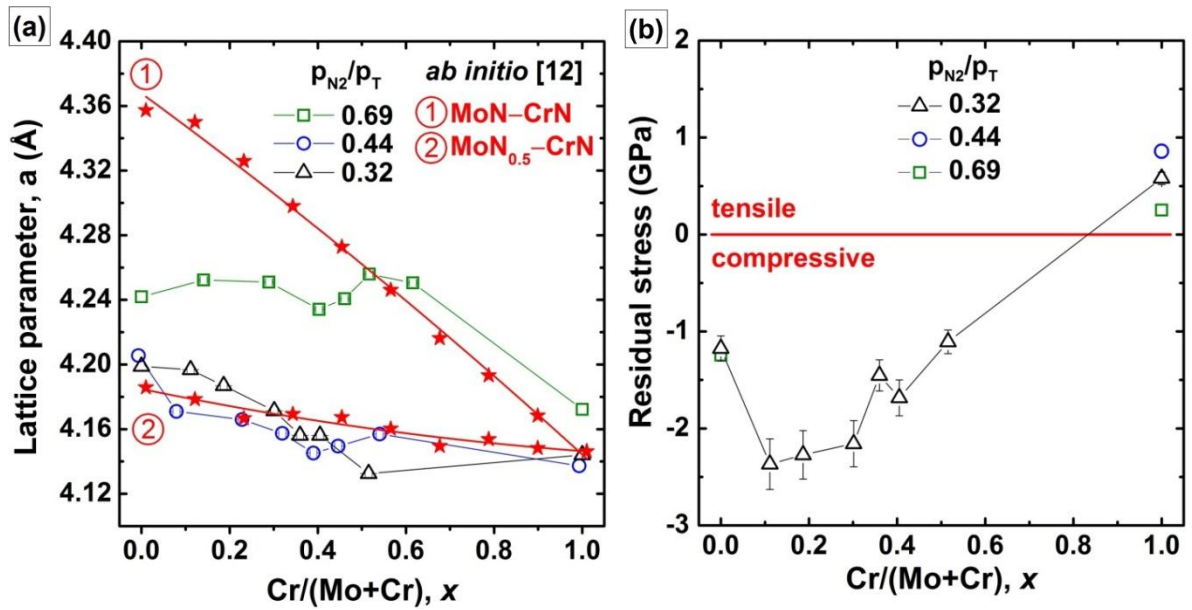 (a)
4.40
4.36
4.32
4.28
4.24
4.20
4.16
4.12
Lattice parameter, a (Å)
1
2
pN2/pT
0.69
0.44
0.32
ab initio [12]
1 MoN–CrN
2 MoN0.5–CrN
0.0 0.2 0.4 0.6 0.8 1.0
Cr/(Mo+Cr), x
(b)
2
1
0
-1
-2
-3
Residual stress (GPa)
pN2/pT
0.32
0.44
0.69
tensile
compressive
0.0 0.2 0.4 0.6 0.8 1.0
Cr/(Mo+Cr), x